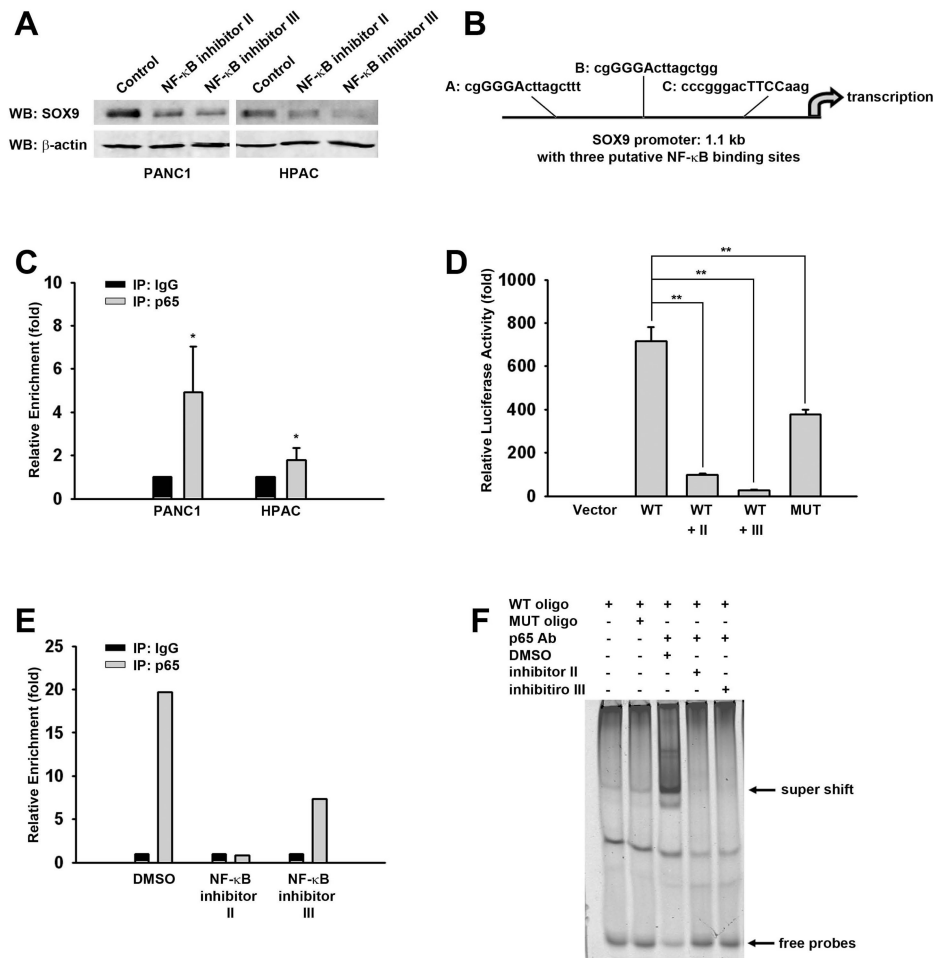 A
Control
NF-κB inhibitor II
NF-κB inhibitor III
Control
NF-κB inhibitor II
NF-κB inhibitor III
WB: SOX9
WB: β-actin
PANC1
HPAC
B
B: cgGGGActtagctgg
A: cgGGGActtagcttt
C: cccgggacTTCCaag
transcription
SOX9 promoter: 1.1 kb
with three putative NF-κB binding sites
C
Relative Enrichment (fold)
10
8
6
4
2
0
IP: IgG
IP: p65
*
*
PANC1
HPAC
D
Relative Luciferase Activity (fold)
1000
800
600
400
200
0
**
**
**
Vector
WT
WT
+ II
WT
+ III
MUT
E
Relative Enrichment (fold)
25
20
15
10
5
0
IP: IgG
IP: p65
DMSO
NF-κB
inhibitor
II
NF-κB
inhibitor
III
F
WT oligo + + + + +
MUT oligo - + - - -
p65 Ab - - + + +
DMSO - - + - -
inhibitor II - - - + -
inhibitiro III - - - - +
super shift
free probes